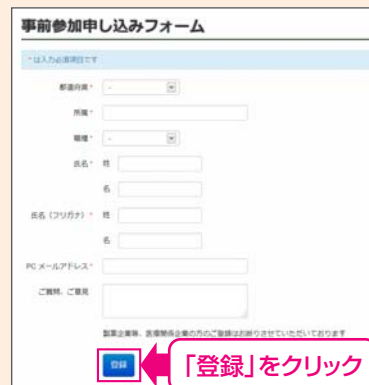 事前参加申し込みフォーム
* は入力必須項目です
都道府県 *
-
所属 *
職種 *
-
氏名 * 姓
名
氏名（フリガナ） * 姓
名
PC メールアドレス *
ご質問、ご意見
製薬企業等、医療関係企業の方のご登録はお断りさせていただいております
登録
「登録」をクリック